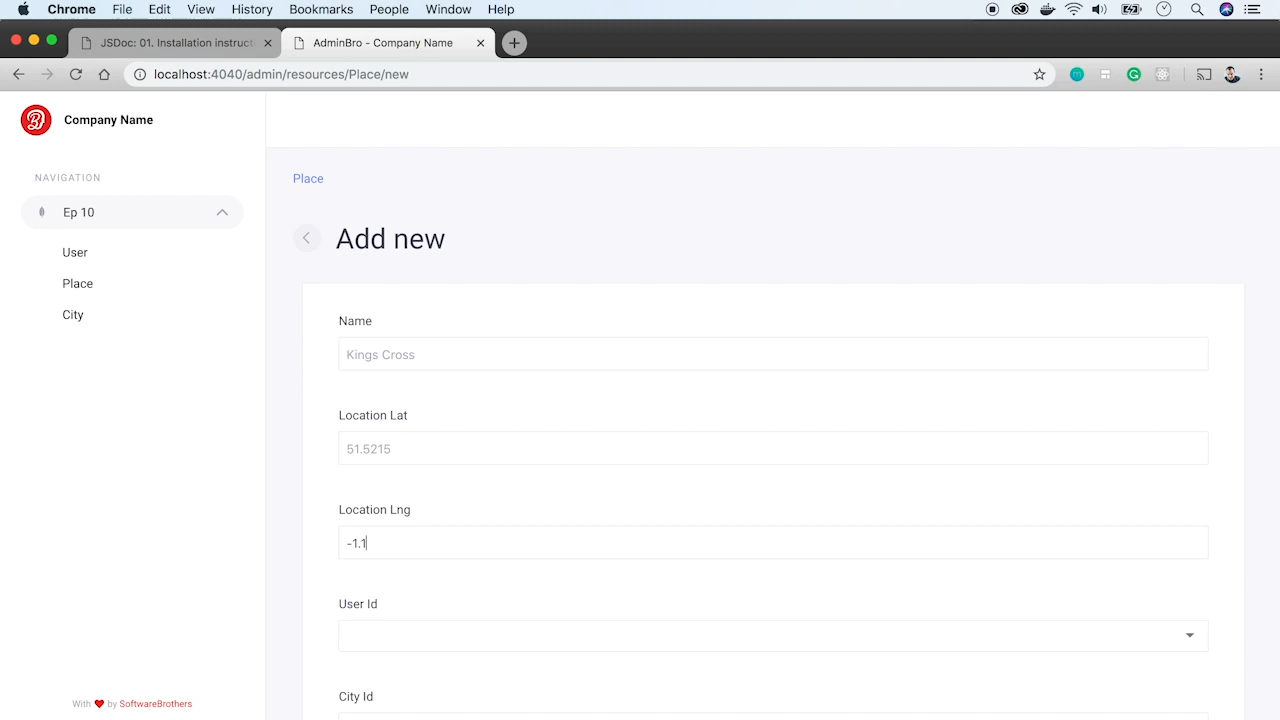 Chrome File Edit View History Bookmarks People Window Help
JSDoc: 01. Installation instruct
AdminBro - Company Name
localhost:4040/admin/resources/Place/new
Company Name
NAVIGATION
Ep 10
User
Place
City
With ❤ by SoftwareBrothers
Place
Add new
Name
Kings Cross
Location Lat
51.5215
Location Lng
-1.1
User Id
City Id